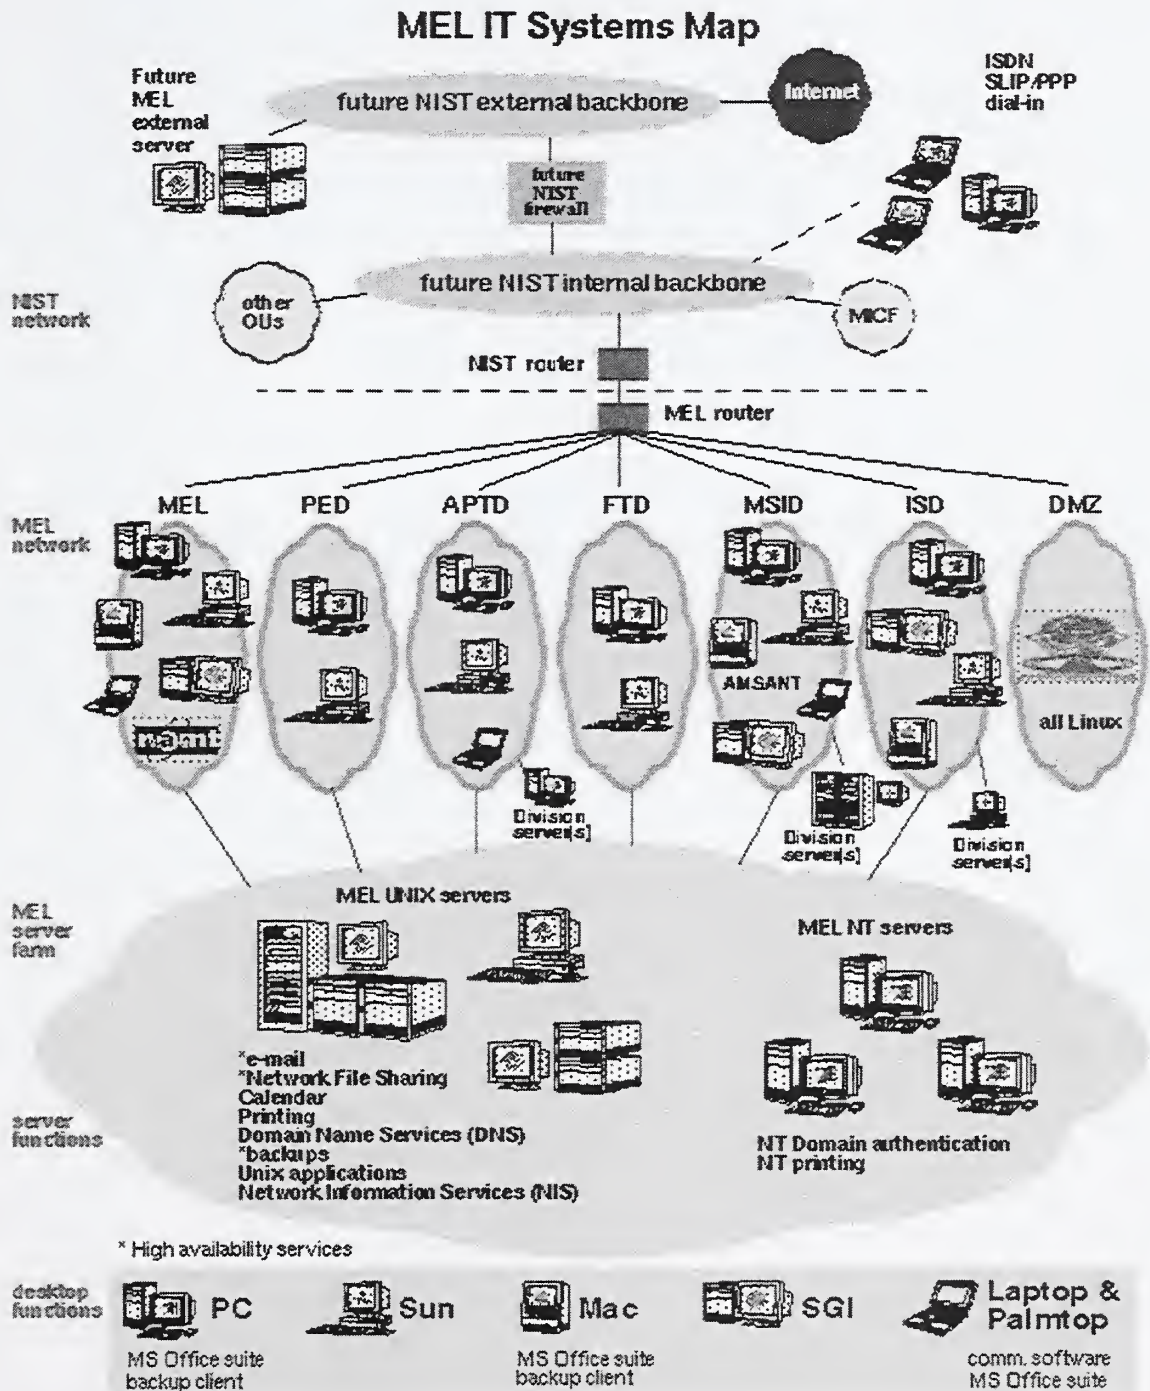 MEL IT Systems Map
Future
MEL
external
server
future NIST external backbone
Internet
ISDN
SLIP/PPP
dial-in
future
NIST
firewall
future NIST internal backbone
NIST
network
other
OUs
MICF
NIST router
MEL router
MEL
network
MEL
PED
APTD
FTD
MSID
ISD
DMZ
AMSANT
all Linux
Division
server[s]
Division
server[s]
Division
server[s]
MEL
server
farm
MEL UNIX servers
MEL NT servers
server
functions
*e-mail
*Network File Sharing
Calendar
Printing
Domain Name Services (DNS)
*backups
Unix applications
Network Information Services (NIS)
NT Domain authentication
NT printing
* High availability services
desktop
functions
PC
Sun
Mac
SGI
Laptop &
Palmtop
MS Office suite
backup client
MS Office suite
backup client
comm. software
MS Office suite